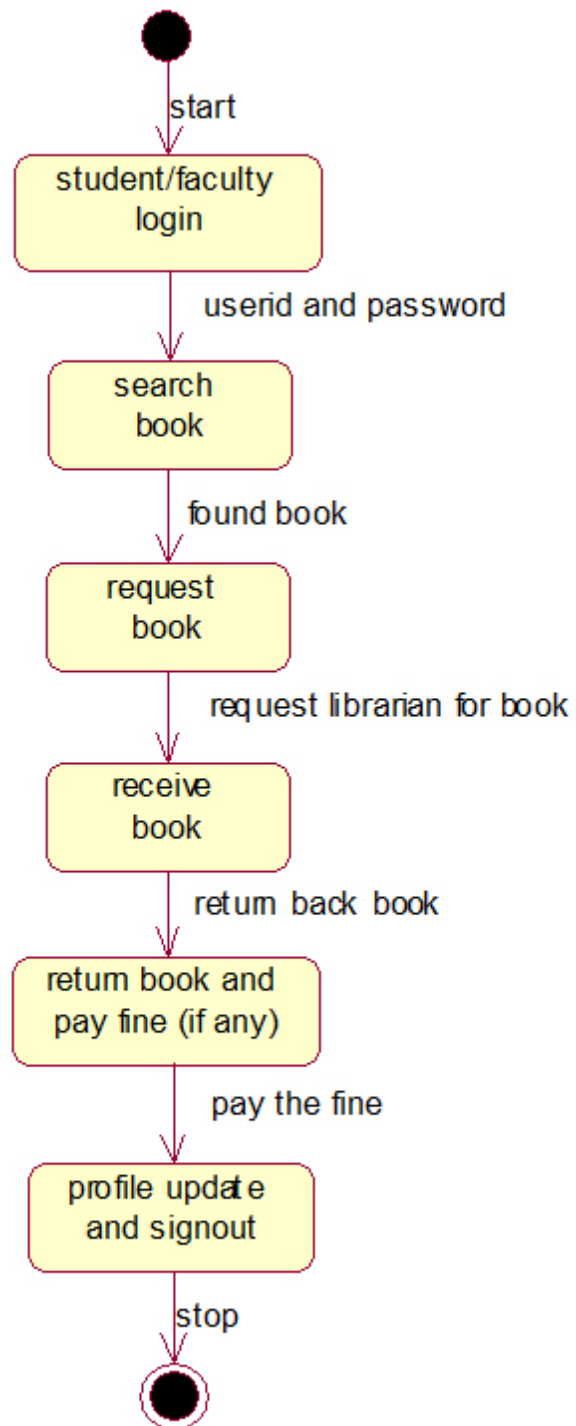 start
student/faculty
login
userid and password
search
book
found book
request
book
request librarian for book
receive
book
return back book
return book and
pay fine (if any)
pay the fine
profile update
and signout
stop